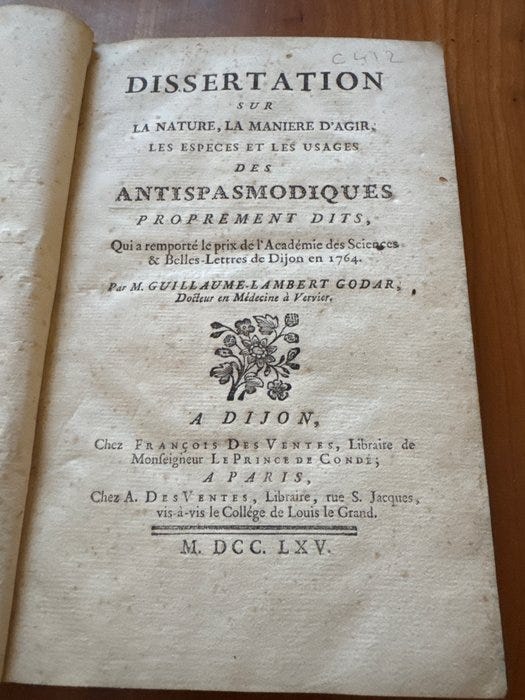 C412
DISSERTATION
SUR
LA NATURE, LA MANIERE D'AGIR,
LES ESPECES ET LES USAGES
DES
ANTISPASMODIQUES
PROPREMENT DITS,
Qui a remporté le prix de l'Académie des Sciences
& Belles-Lettres de Dijon en 1764.
Par M. GUILLAUME-LAMBERT GODAR,
Docteur en Médecine à Vervier.
A DIJON,
Chez FRANÇOIS DES VENTES, Libraire de
Monseigneur LE PRINCE DE CONDÉ;
A PARIS,
Chez A. DES VENTES, Libraire, rue S. Jacques,
vis-à-vis le Collége de Louis le Grand.
M. DCC. LXV.